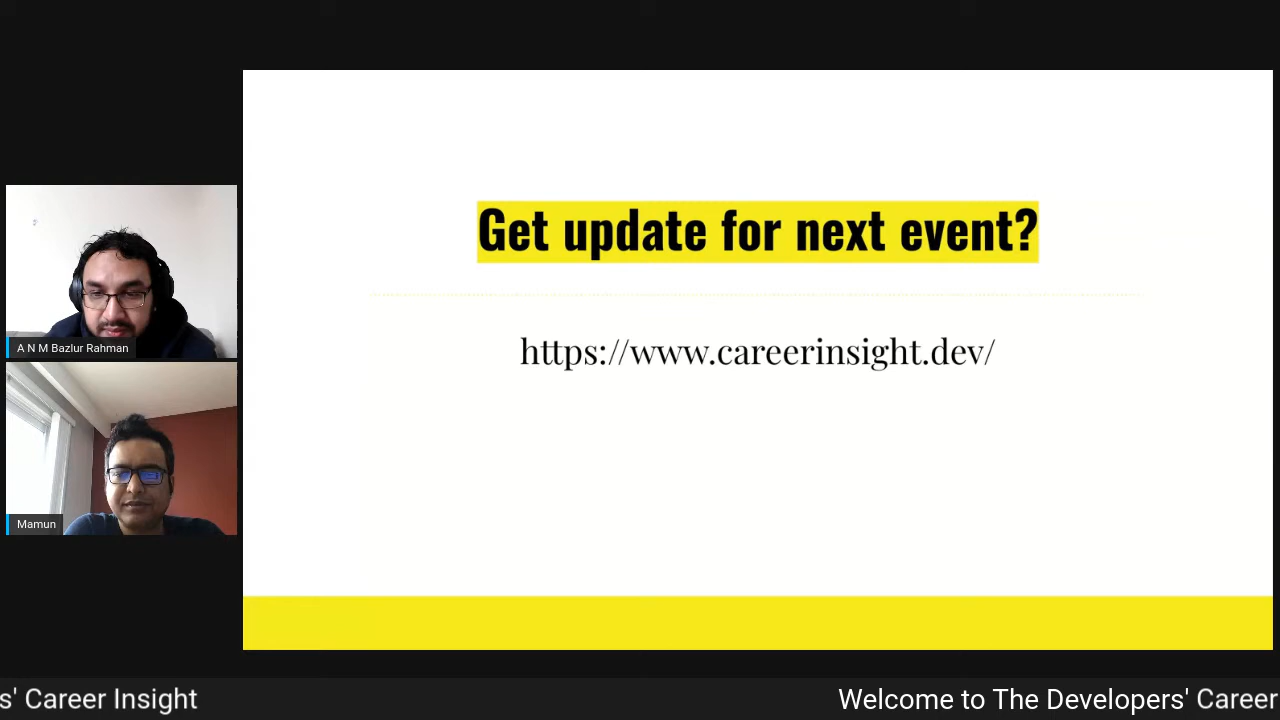 Get update for next event?
https://www.careerinsight.dev/
A N M Bazlur Rahman
Mamun
s' Career Insight
Welcome to The Developers' Career